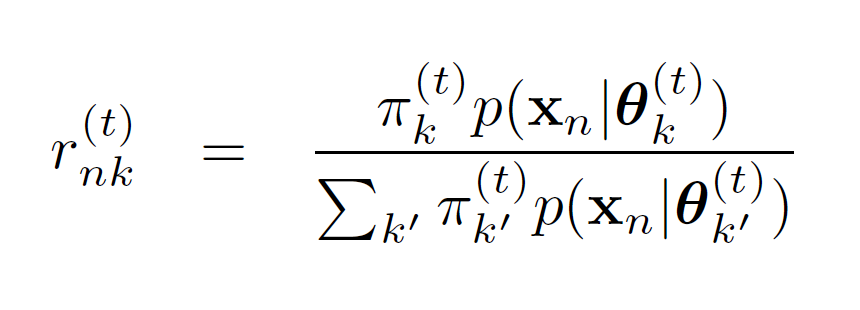 r_{nk}^{(t)} = \frac{\pi_k^{(t)} p(\mathbf{x}_n | \boldsymbol{\theta}_k^{(t)})}{\sum_{k'} \pi_{k'}^{(t)} p(\mathbf{x}_n | \boldsymbol{\theta}_{k'}^{(t)})}